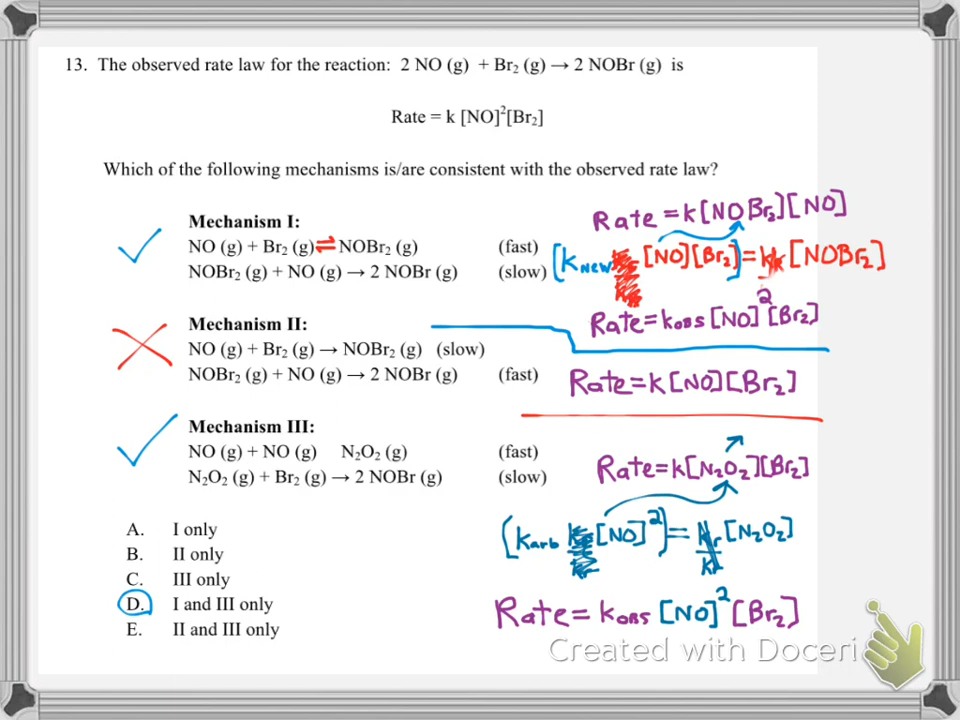 13. The observed rate law for the reaction: 2 NO (g) + Br₂ (g) → 2 NOBr (g) is
Rate = k [NO]²[Br₂]
Which of the following mechanisms is/are consistent with the observed rate law?
Mechanism I:
Rate = k[NOBr₂][NO]
NO (g) + Br₂ (g) ⇌ NOBr₂ (g) (fast)
(kNew [NO][Br₂]) = [NOBr₂]
NOBr₂ (g) + NO (g) → 2 NOBr (g) (slow)
Rate = kOBS [NO]²[Br₂]
Mechanism II:
NO (g) + Br₂ (g) → NOBr₂ (g) (slow)
NOBr₂ (g) + NO (g) → 2 NOBr (g) (fast)
Rate = k[NO][Br₂]
Mechanism III:
NO (g) + NO (g) N₂O₂ (g) (fast)
N₂O₂ (g) + Br₂ (g) → 2 NOBr (g) (slow)
Rate = k[N₂O₂][Br₂]
(karb [NO]²) = [N₂O₂]
A. I only
B. II only
C. III only
D. I and III only
E. II and III only
Rate = kOBS [NO]²[Br₂]
Created with Doceri